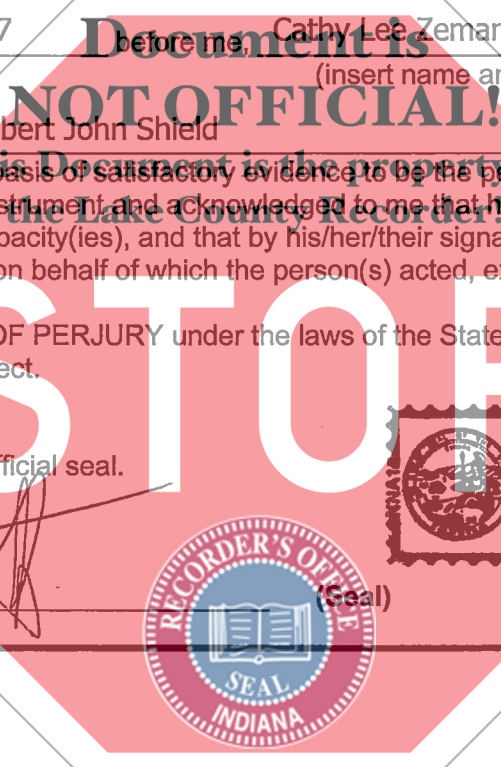 7 before me, Cathy Lee Zemar
Document is
(insert name an
NOT OFFICIAL!
bert John Shield
is Document is the property
basis of satisfactory evidence to be the pe
strument and acknowledged to me that h
the Lake County Recorder
pacity(ies), and that by his/her/their signa
on behalf of which the person(s) acted, ex
STOP
OF PERJURY under the laws of the State
ect.
fficial seal.
(Seal)
RECORDER'S OFFICE
SEAL
INDIANA